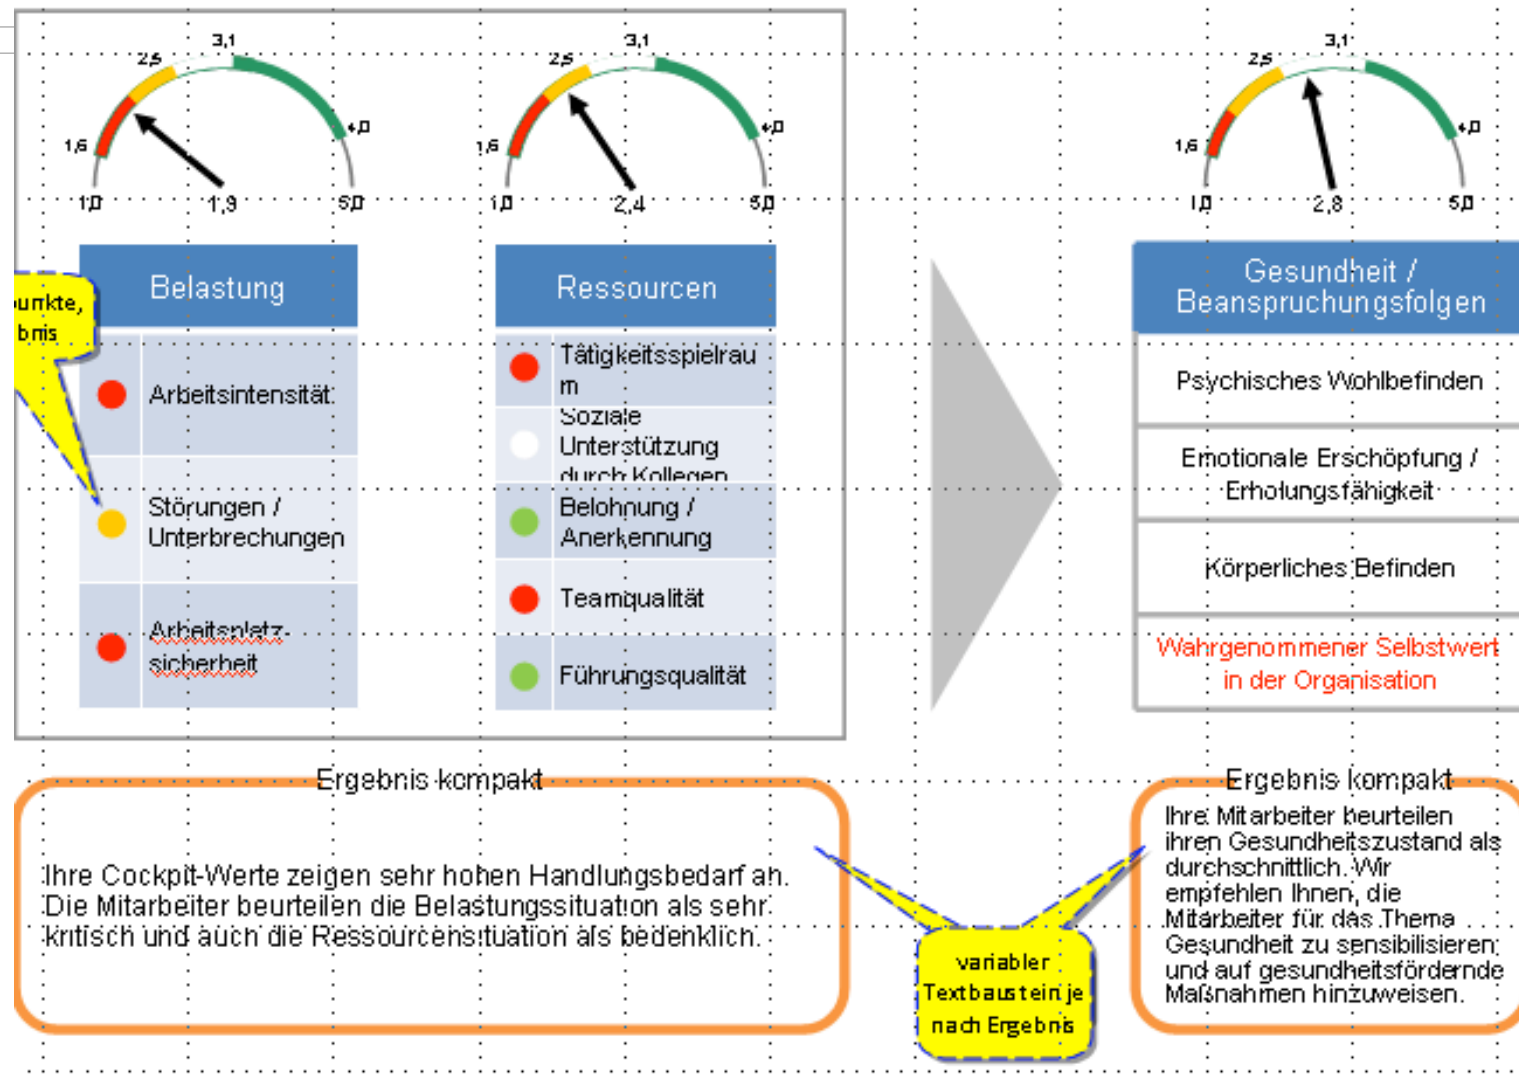 3,1
2,5
1,6
4,0
1,0
1,9
5,0
3,1
2,5
1,6
4,0
1,0
2,4
5,0
3,1
2,5
1,6
4,0
1,0
2,8
5,0
Belastung
Arbeitsintensität
Störungen /
Unterbrechungen
Arbeitsplatz-
sicherheit
bnis
Ressourcen
Tätigkeitsspielrau
m
Soziale
Unterstützung
durch Kollegen
Belohnung /
Anerkennung
Teamqualität
Führungsqualität
Gesundheit /
Beanspruchungsfolgen
Psychisches Wohlbefinden
Emotionale Erschöpfung /
Erholungsfähigkeit
Körperliches Befinden
Wahrgenommener Selbstwert
in der Organisation
Ergebnis kompakt
Ihre Cockpit-Werte zeigen sehr hohen Handlungsbedarf an.
Die Mitarbeiter beurteilen die Belastungssituation als sehr
kritisch und auch die Ressourcensituation als bedenklich.
variabler
Textbaustein je
nach Ergebnis
Ergebnis kompakt
Ihre Mitarbeiter beurteilen
ihren Gesundheitszustand als
durchschnittlich. Wir
empfehlen Ihnen, die
Mitarbeiter für das Thema
Gesundheit zu sensibilisieren
und auf gesundheitsfördernde
Maßnahmen hinzuweisen.